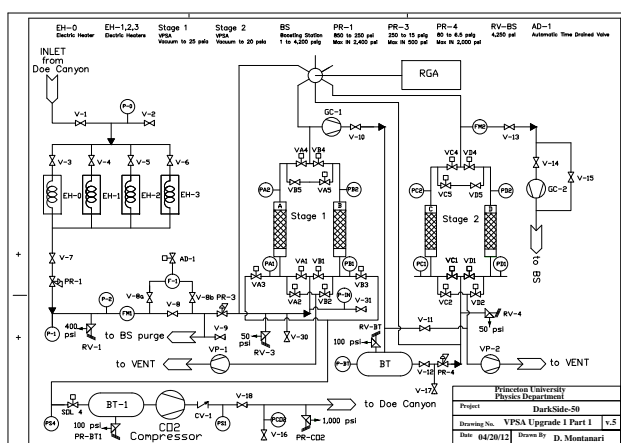 EH-0 EH-1,2,3 Stage 1 Stage 2 BS PR-1 PR-3 PR-4 RV-BS AD-1
Electric Heater Electric Heaters VPSA VPSA Boosting Station 850 to 250 psi 250 to 15 psig 80 to 6.5 psig 4,250 psi Automatic Time Drained Valve
Vacuum to 25 psig Vacuum to 20 psig 1 to 4,200 psig Max IN 2,400 psi Max IN 500 psi Max IN 2,000 psi
INLET
from
Doe Canyon
V-1
P-0
V-2
V-3
V-4
V-5
V-6
EH-0
EH-1
EH-2
EH-3
V-7
PR-1
AD-1
F-1
V-8a
V-8b
V-8
P-2
FM1
PR-3
P-1
400
psi
RV-1
to BS purge
V-9
to VENT
VP-1
RGA
GC-1
V-10
VA4
VB4
VB5
VA5
PA2
PB2
A
B
Stage 1
PA1
PB1
VA3
VA1
VB1
VB3
VA2
VB2
P-IN
V-31
50
psi
RV-3
V-30
FM2
V-13
V-14
V-15
GC-2
to BS
VC4
VD4
VC5
VD5
PC2
PD2
C
D
Stage 2
PC1
PD1
VC1
VD1
VC2
VD2
RV-4
50
psi
V-11
RV-BT
100
psi
P-BT
BT
V-12
PR-4
V-17
VP-2
to VENT
PS4
SOL 4
BT-1
100
psi
PR-BT1
CO2
Compressor
CV-1
PS1
V-18
V-16
PCO2
to Doe Canyon
1,000 psi
PR-CO2
Princeton University
Physics Department
Project DarkSide-50
Drawing No. VPSA Upgrade 1 Part 1 v.5
Date 04/20/12 Drawn By D. Montanari